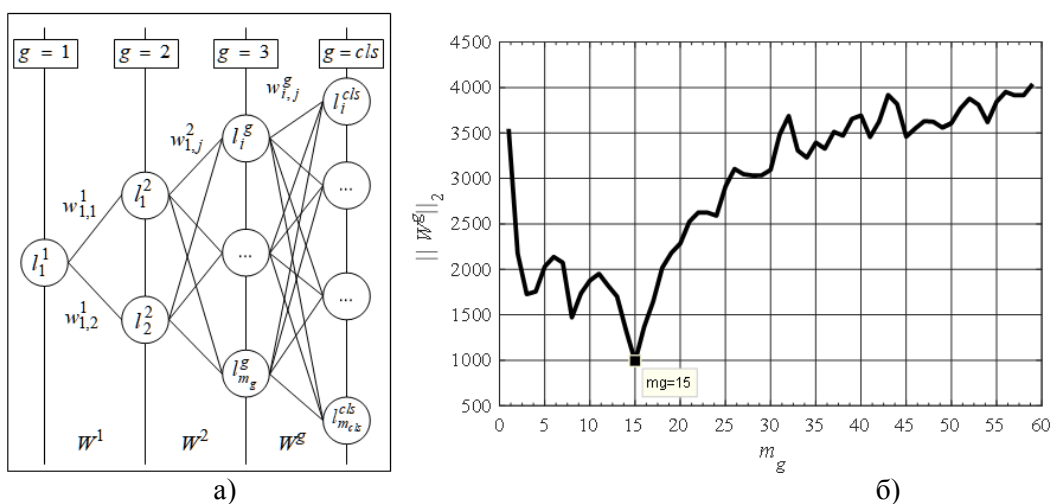 g = 1
g = 2
g = 3
g = cls
w^g_{i,j}
l^{cls}_i
w^2_{1,j}
l^g_i
w^1_{1,1}
l^2_1
...
l^1_1
...
...
w^1_{1,2}
l^2_2
l^g_{m_g}
l^{cls}_{m_{cls}}
W^1
W^2
W^g
а)
4500
4000
3500
3000
2500
2000
1500
1000
500
|| W^g ||_2
mg=15
0 5 10 15 20 25 30 35 40 45 50 55 60
m_g
б)